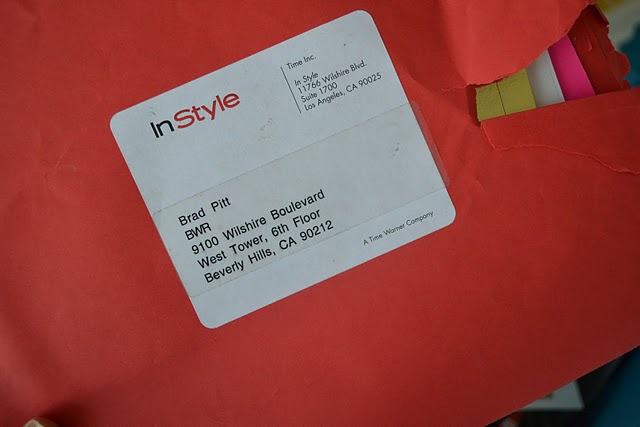 InStyle
Time Inc.
In Style
11766 Wilshire Blvd.
Suite 1700
Los Angeles, CA 90025
Brad Pitt
BWR
9100 Wilshire Boulevard
West Tower, 6th Floor
Beverly Hills, CA 90212
A Time Warner Company